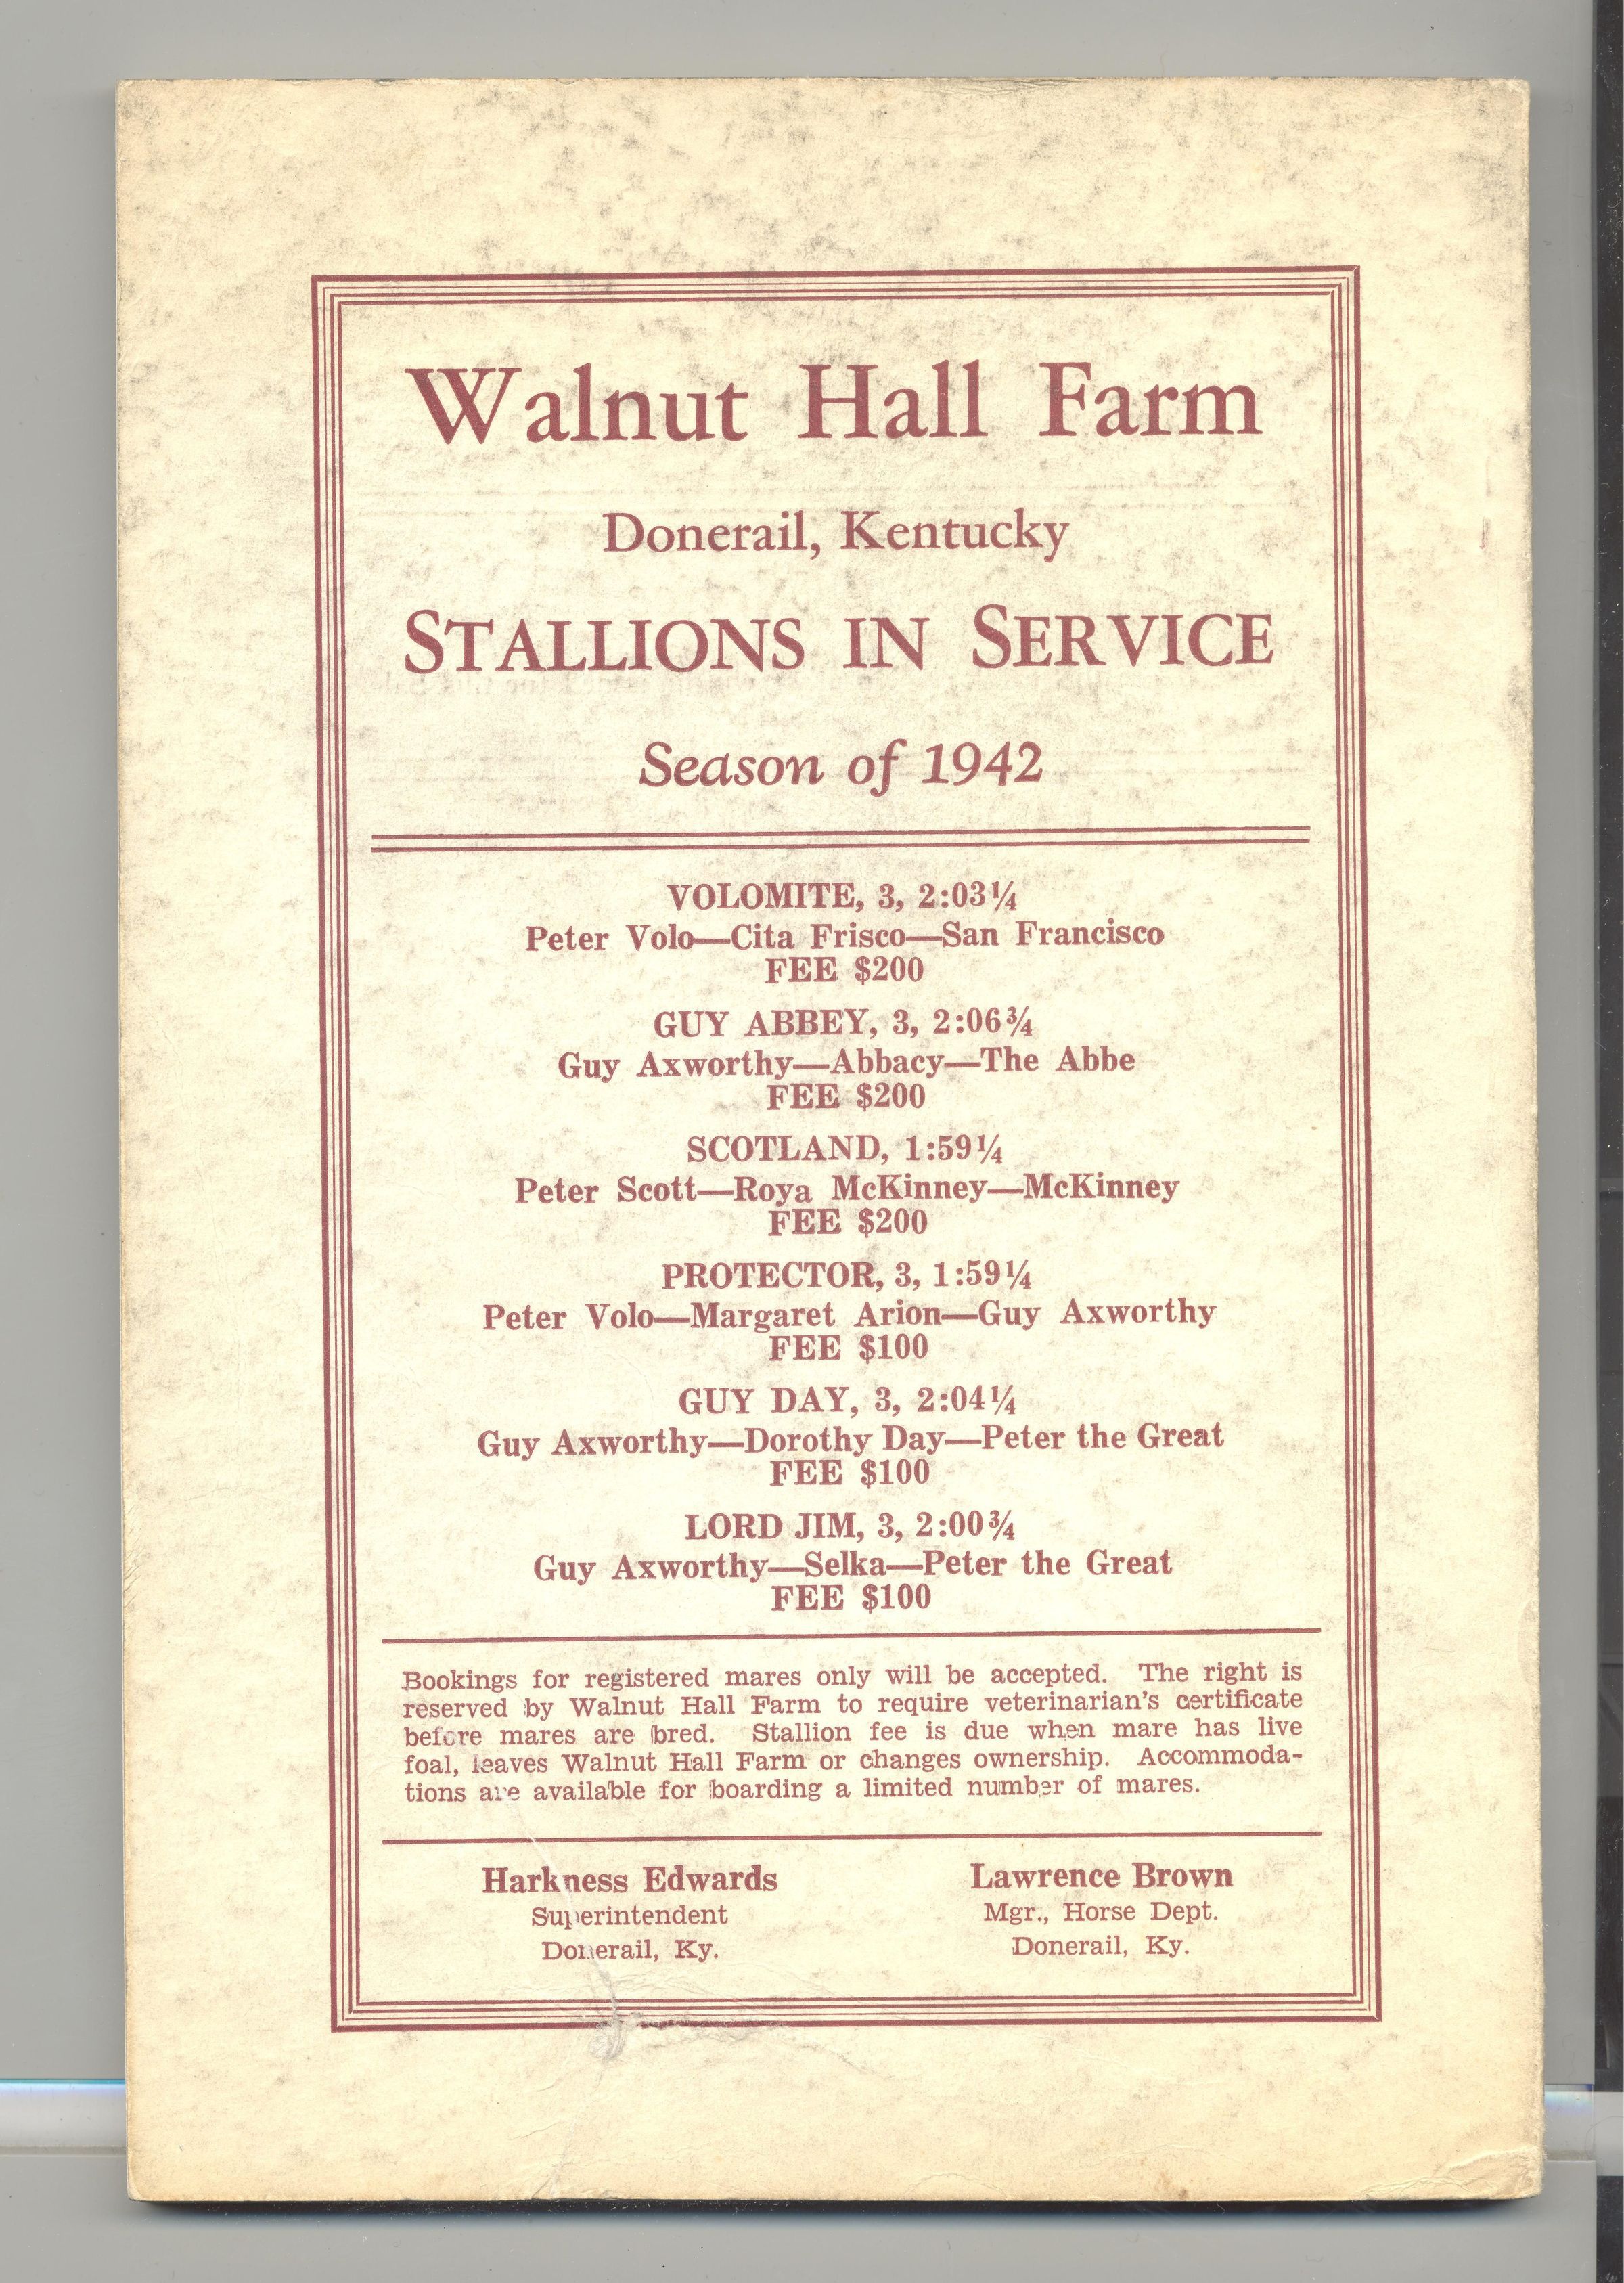 Walnut Hall Farm
Donerail, Kentucky
STALLIONS IN SERVICE
Season of 1942
VOLOMITE, 3, 2:03¼
Peter Volo—Cita Frisco—San Francisco
FEE $200
GUY ABBEY, 3, 2:06¾
Guy Axworthy—Abbacy—The Abbe
FEE $200
SCOTLAND, 1:59¼
Peter Scott—Roya McKinney—McKinney
FEE $200
PROTECTOR, 3, 1:59¼
Peter Volo—Margaret Arion—Guy Axworthy
FEE $100
GUY DAY, 3, 2:04¼
Guy Axworthy—Dorothy Day—Peter the Great
FEE $100
LORD JIM, 3, 2:00¾
Guy Axworthy—Selka—Peter the Great
FEE $100
Bookings for registered mares only will be accepted. The right is
reserved by Walnut Hall Farm to require veterinarian's certificate
before mares are bred. Stallion fee is due when mare has live
foal, leaves Walnut Hall Farm or changes ownership. Accommoda-
tions are available for boarding a limited number of mares.
Harkness Edwards
Superintendent
Donerail, Ky.
Lawrence Brown
Mgr., Horse Dept.
Donerail, Ky.